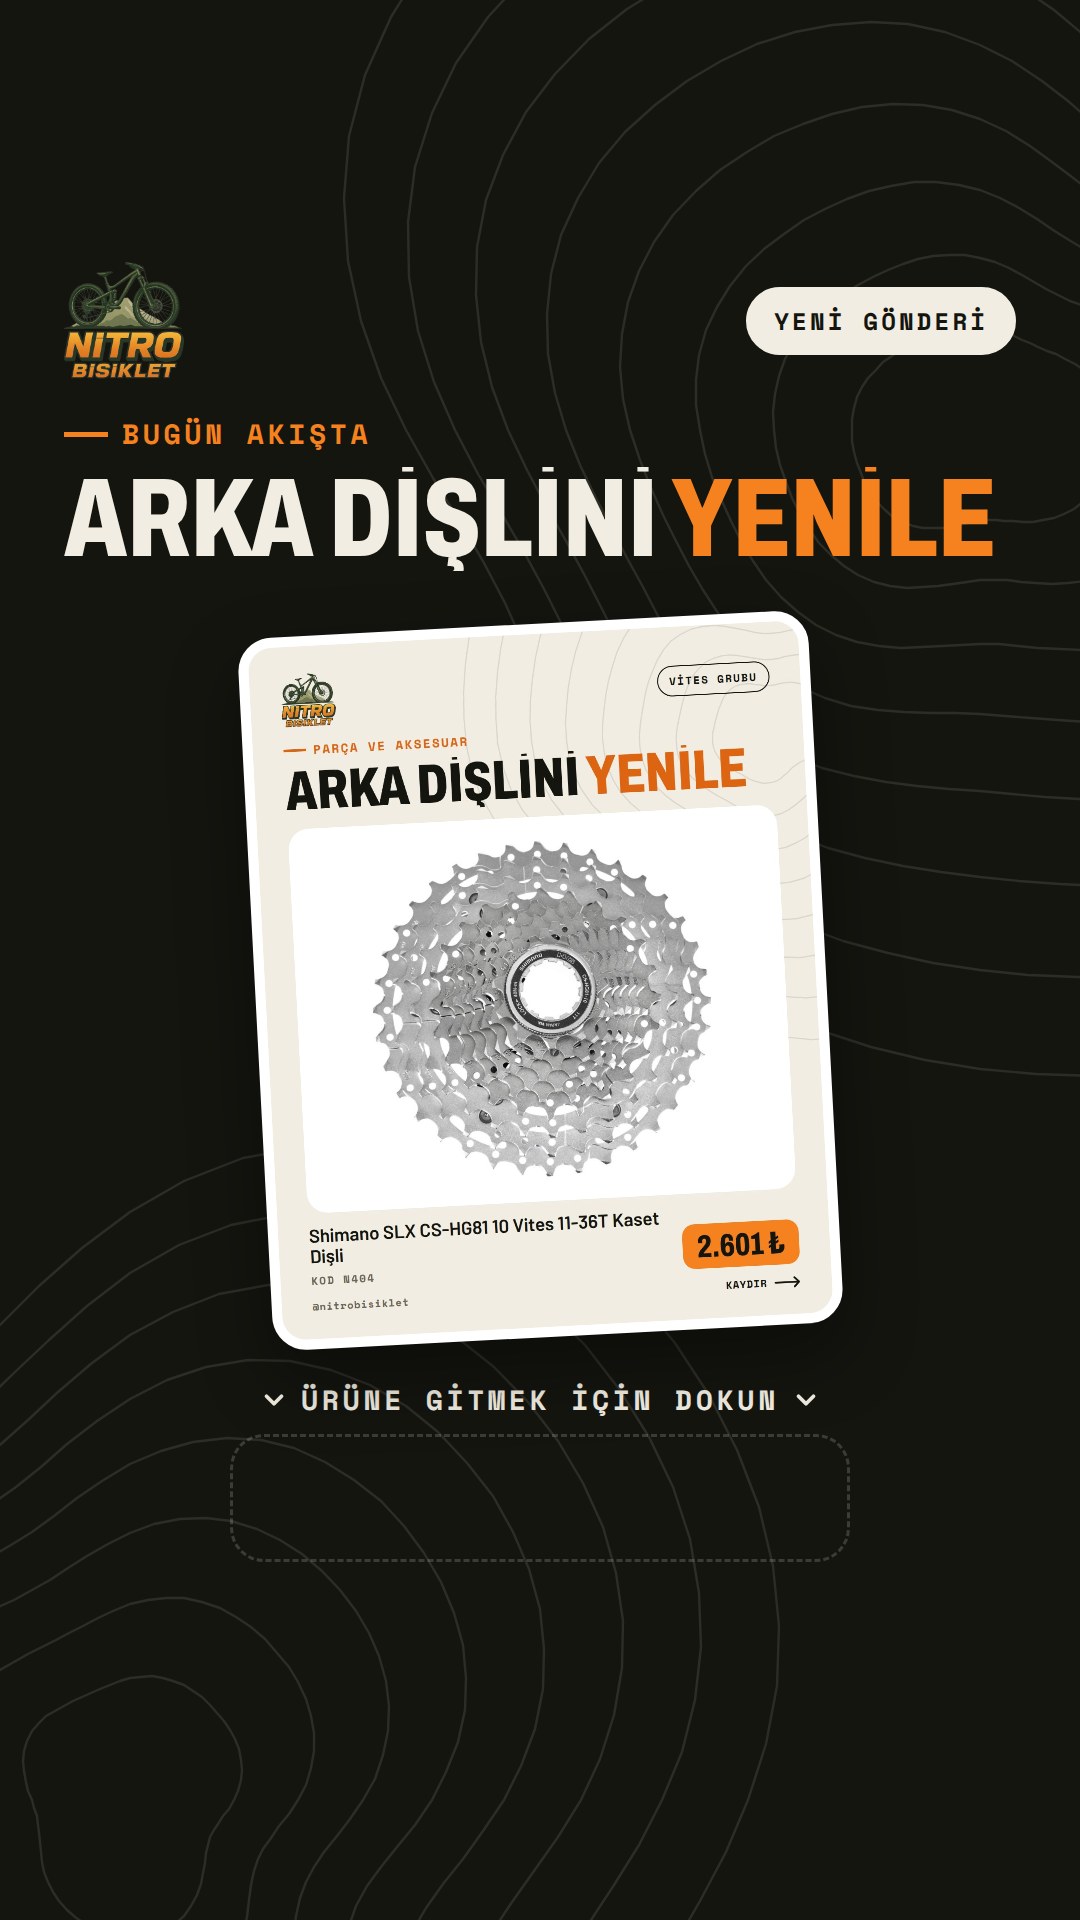 NiTRO
BiSiKLET
YENİ GÖNDERİ
BUGÜN AKIŞTA
ARKA DİŞLİNİ YENİLE
NiTRO
BiSiKLET
VİTES GRUBU
PARÇA VE AKSESUAR
ARKA DİŞLİNİ YENİLE
Shimano SLX CS-HG81 10 Vites 11-36T Kaset
Dişli
2.601 ₺
KOD N404
KAYDIR
@nitrobisiklet
ÜRÜNE GİTMEK İÇİN DOKUN